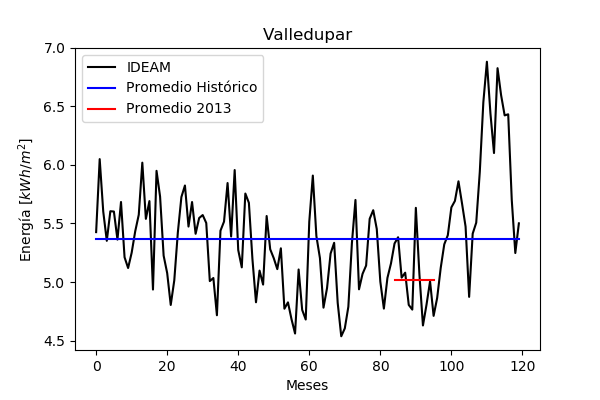 Valledupar
IDEAM
Promedio Histórico
Promedio 2013
Energía [kWh/m²]
7.0
6.5
6.0
5.5
5.0
4.5
0 20 40 60 80 100 120
Meses